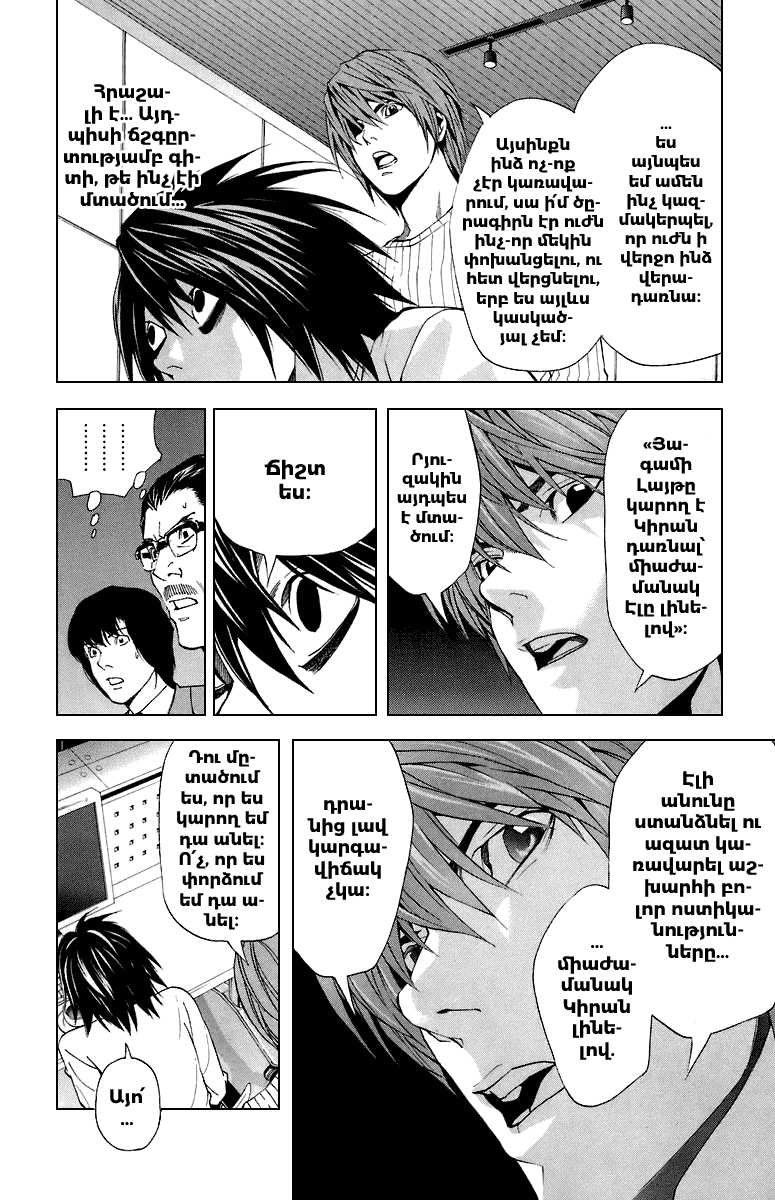 ...
ես
այնպես
եմ ամեն
ինչ կազ-
մակերպել,
որ ուժն ի
վերջո ինձ
վերա-
դառնա։
Այսինքն
ինձ ոչ-ոք
չէր կառավա-
րում, սա ի՛մ ծը-
րագիրն էր ուժն
ինչ-որ մեկին
փոխանցելու, ու
հետ վերցնելու,
երբ ես այլևս
կասկած-
յալ չեմ։
Հրաշա-
լի է... Այդ-
պիսի ճշգըր-
տությամբ գի-
տի, թե ինչ էի
մտածում...
«Յա-
գամի
Լայթը
կարող է
Կիրան
դառնալ՝
միաժա-
մանակ
Էլը լինե-
լով»։
Րյու-
զակին
այդպես
է մտա-
ծում։
Ճիշտ
ես։
Էլի
անունը
ստանձնել ու
ազատ կա-
ռավարել աշ-
խարհի բո-
լոր ոստիկա-
նություն-
ները...
...
միաժա-
մանակ
Կիրան
լինե-
լով.
դրա-
նից լավ
կարգա-
վիճակ
չկա։
Դու մը-
տածում
ես, որ ես
կարող եմ
դա անել։
Ո՛չ, որ ես
փորձում
եմ դա ա-
նել։
Այո՛
...